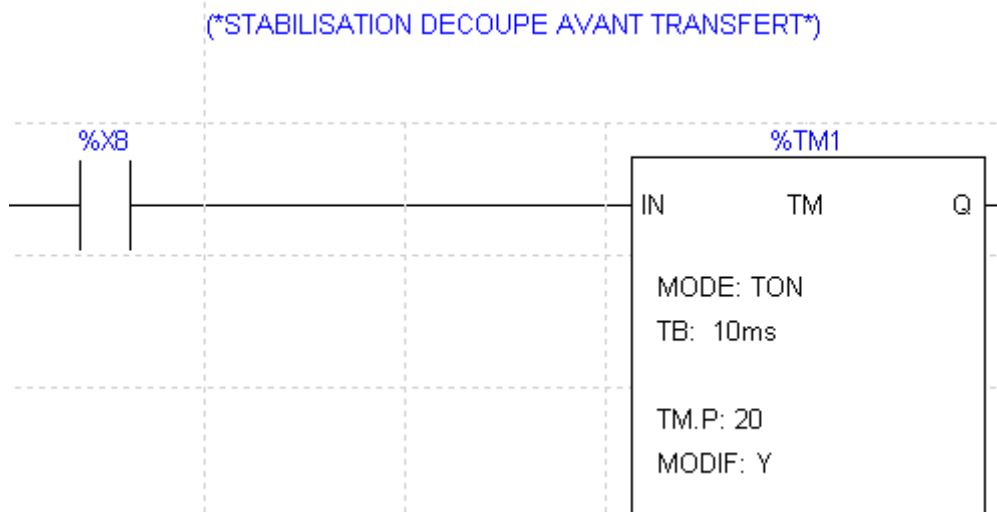 (*STABILISATION DECOUPE AVANT TRANSFERT*)
%X8 %TM1
IN TM Q
MODE: TON
TB: 10ms
TM.P: 20
MODIF: Y